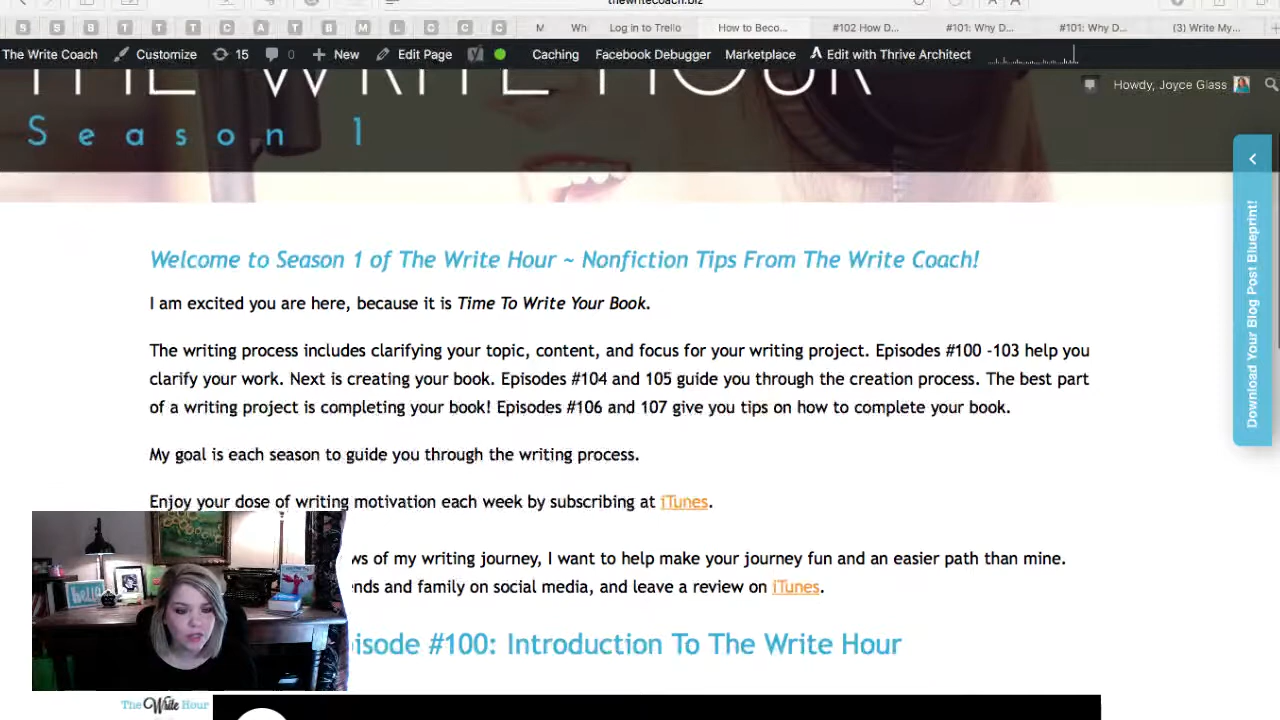 thewritecoach.biz
S S B T T C A T B M L C C C M Wh Log in to Trello How to Beco... #102 How D... #101: Why D... #101: Why D... (3) Write My...
The Write Coach Customize 15 0 New Edit Page Caching Facebook Debugger Marketplace Edit with Thrive Architect
THE WRITE HOUR
Howdy, Joyce Glass
Season 1
Download Your Blog Post Blueprint!
Welcome to Season 1 of The Write Hour ~ Nonfiction Tips From The Write Coach!
I am excited you are here, because it is Time To Write Your Book.
The writing process includes clarifying your topic, content, and focus for your writing project. Episodes #100 -103 help you
clarify your work. Next is creating your book. Episodes #104 and 105 guide you through the creation process. The best part
of a writing project is completing your book! Episodes #106 and 107 give you tips on how to complete your book.
My goal is each season to guide you through the writing process.
Enjoy your dose of writing motivation each week by subscribing at iTunes.
ws of my writing journey, I want to help make your journey fun and an easier path than mine.
ends and family on social media, and leave a review on iTunes.
hello
isode #100: Introduction To The Write Hour
The Write Hour